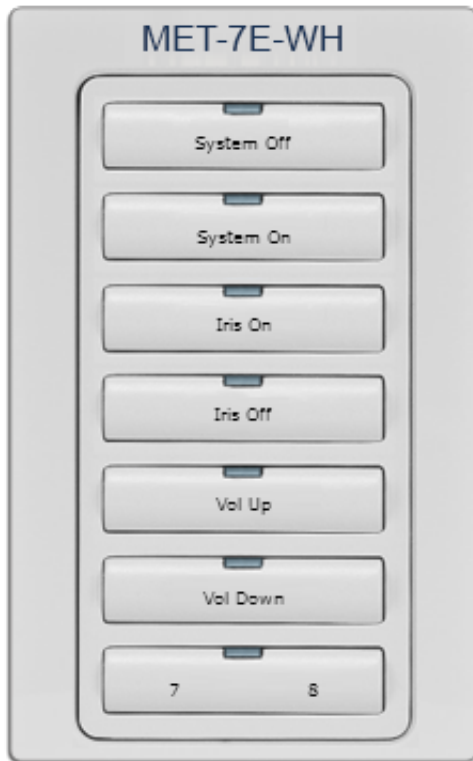 MET-7E-WH
System Off
System On
Iris On
Iris Off
Vol Up
Vol Down
7 8